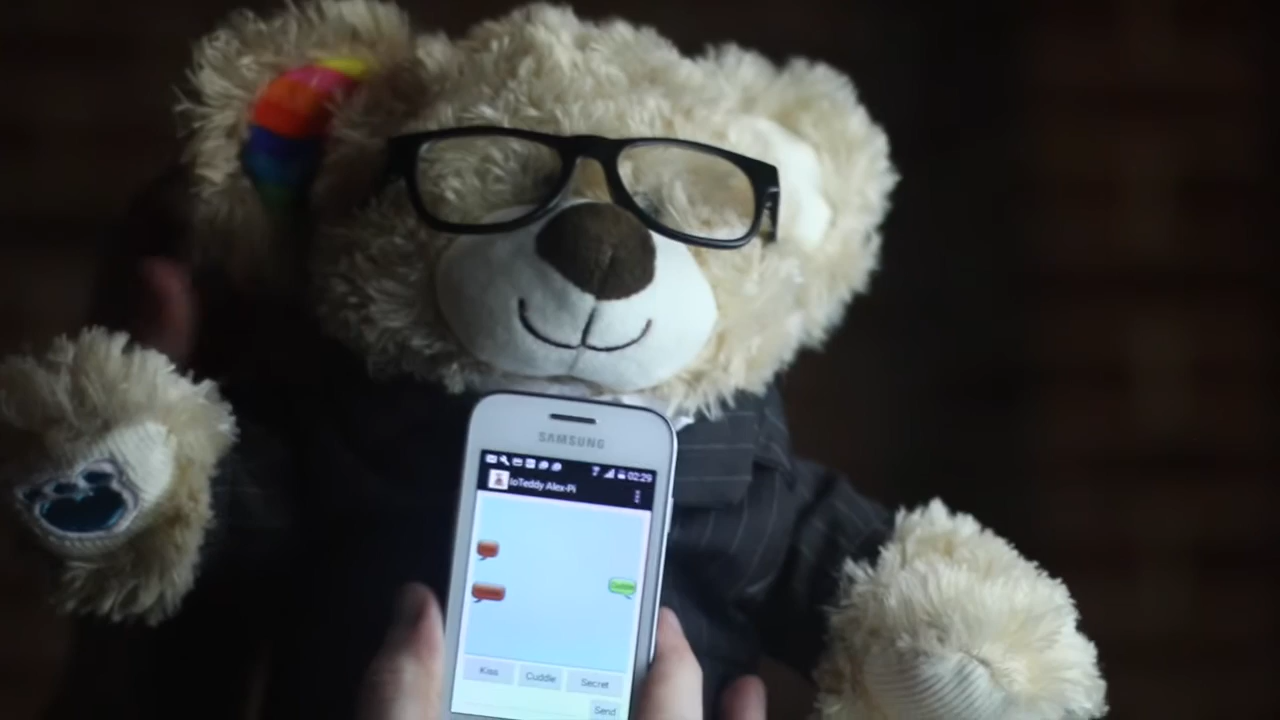 SAMSUNG
02:29
IoTeddy Alex-Pi
Kiss Cuddle Secret
Send